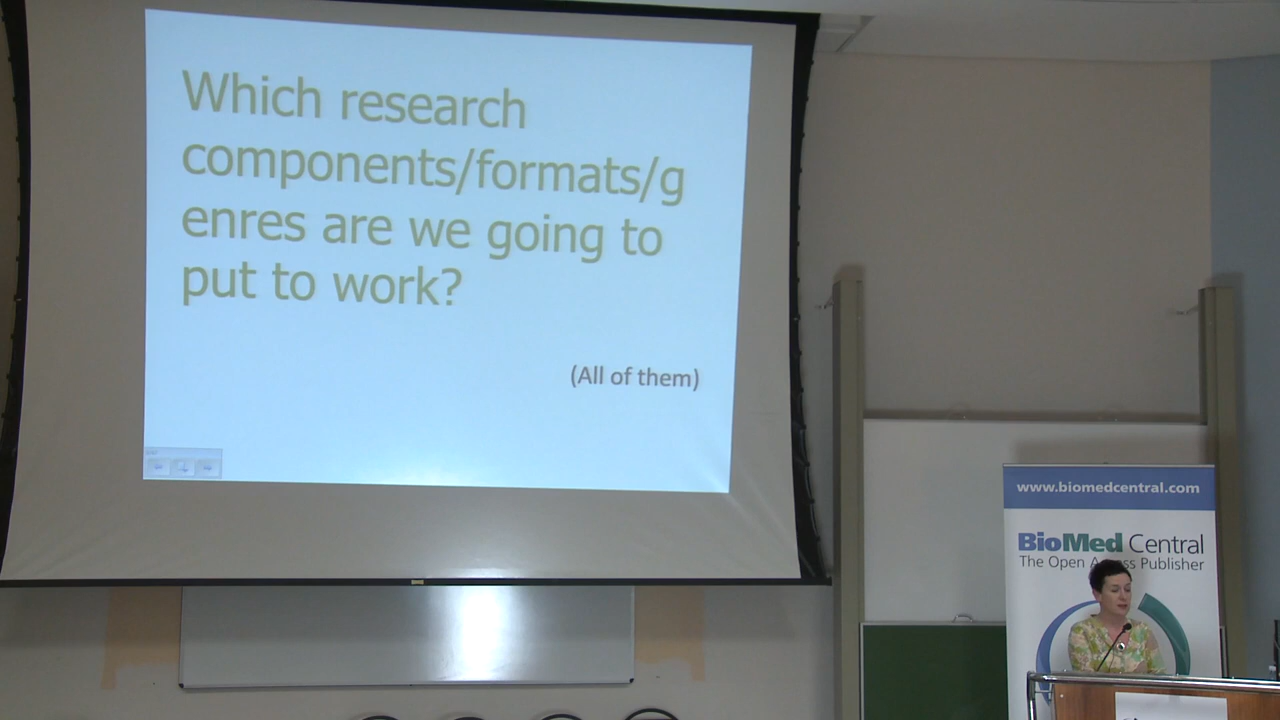 Which research
components/formats/g
enres are we going to
put to work?
(All of them)
www.biomedcentral.com
BioMed Central
The Open Publisher